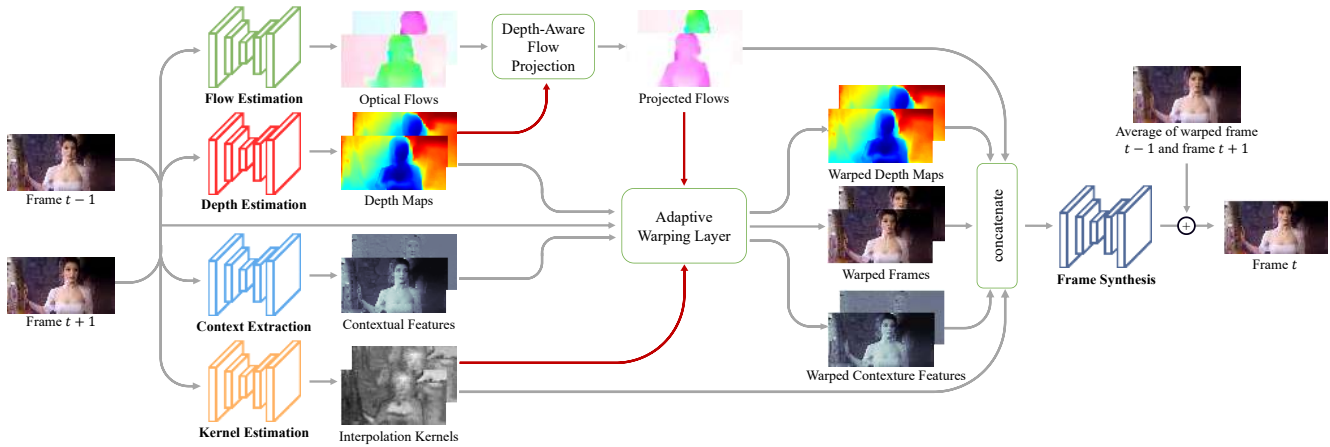 Frame t − 1
Frame t + 1
Flow Estimation
Depth Estimation
Context Extraction
Kernel Estimation
Optical Flows
Depth Maps
Contextual Features
Interpolation Kernels
Depth-Aware
Flow
Projection
Projected Flows
Adaptive
Warping Layer
Warped Depth Maps
Warped Frames
Warped Contexture Features
concatenate
Frame Synthesis
Average of warped frame
t − 1 and frame t + 1
+
Frame t